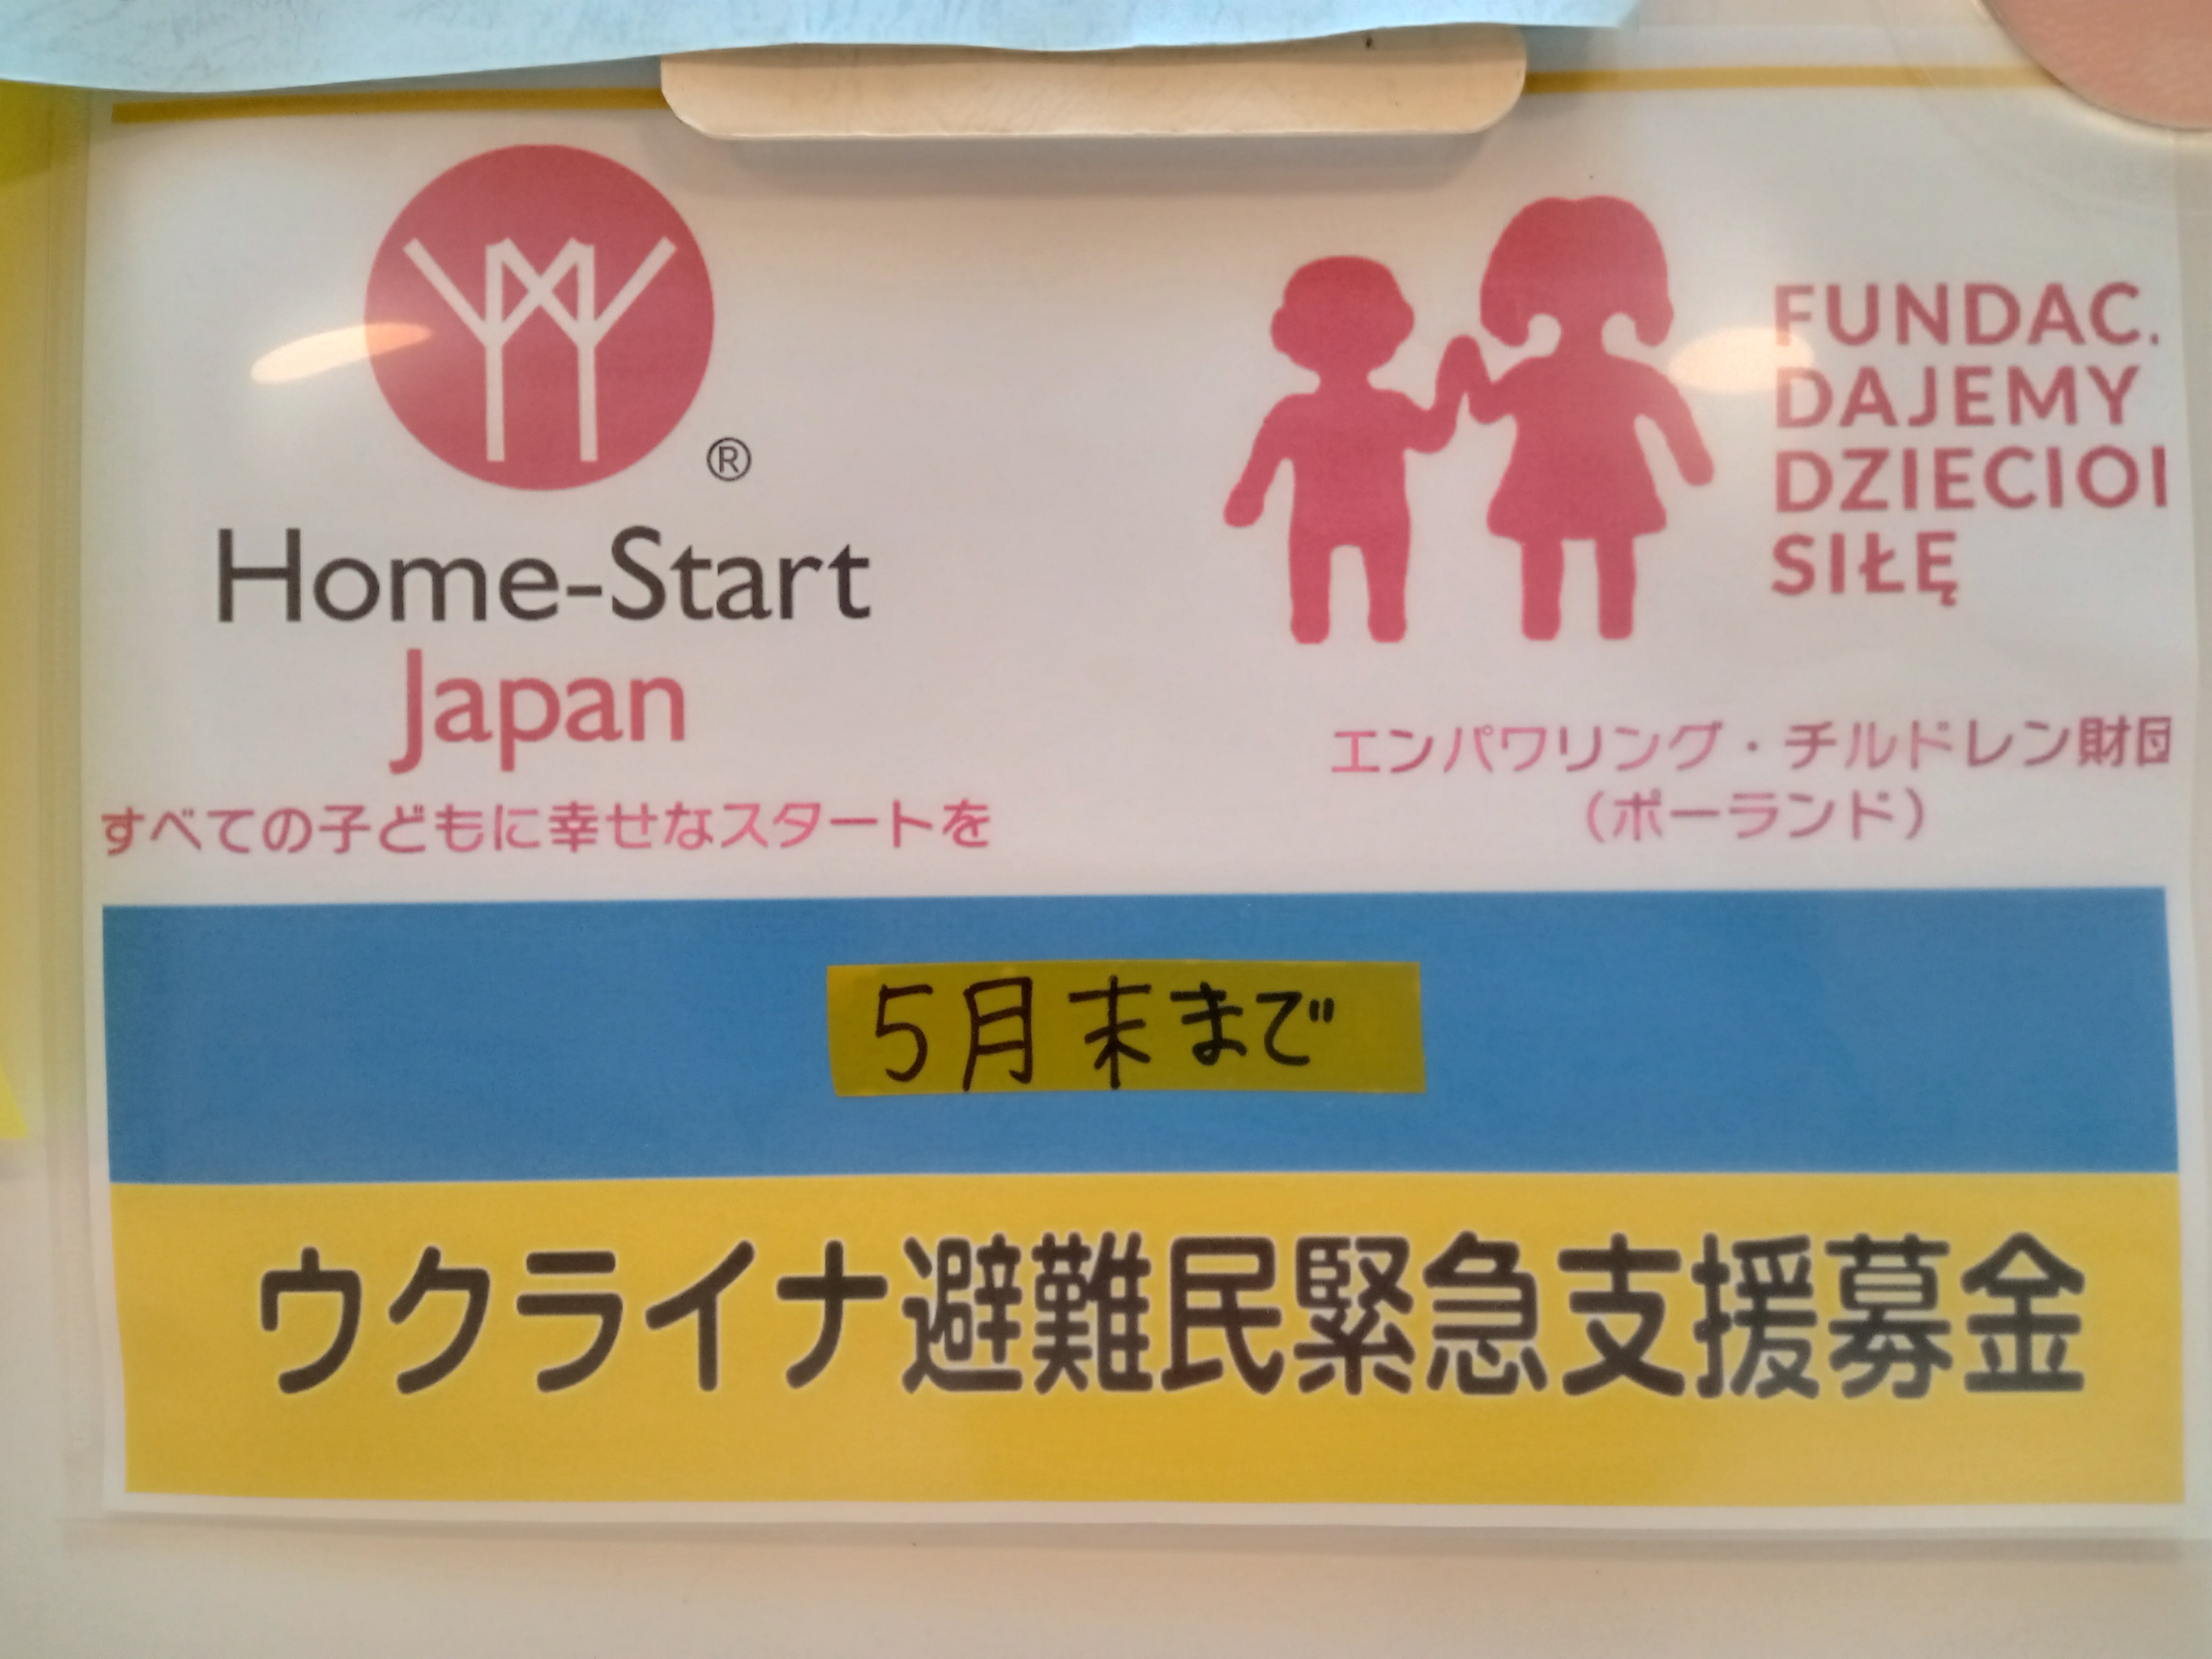 ®
Home-Start
Japan
すべての子どもに幸せなスタートを
FUNDAC.
DAJEMY
DZIECIOI
SIŁĘ
エンパワリング・チルドレン財団
（ポーランド）
5月末まで
ウクライナ避難民緊急支援募金